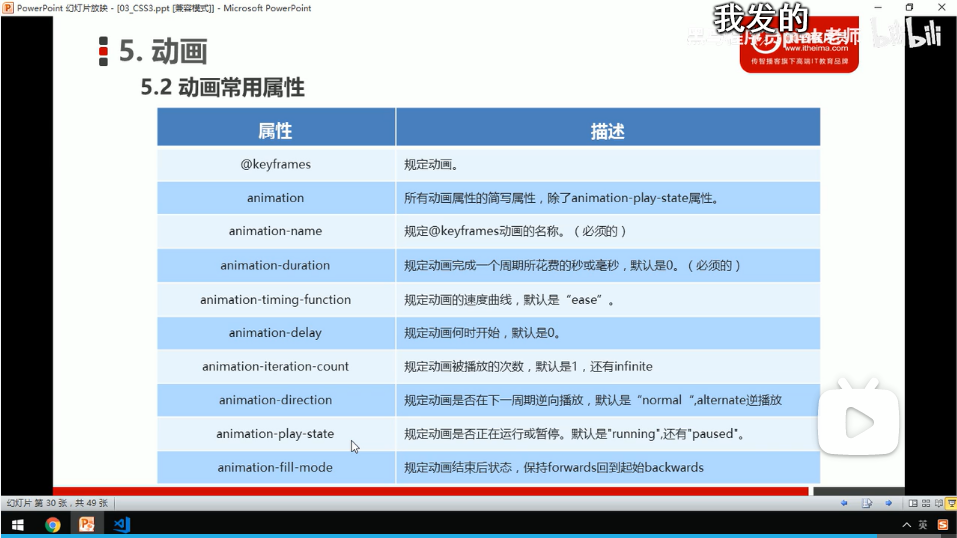 PowerPoint 幻灯片放映 - [03_CSS3.ppt [兼容模式]] - Microsoft PowerPoint
我发的
bilibili
www.itheima.com
传智播客旗下高端IT教育品牌
5. 动画
5.2 动画常用属性
属性 描述
@keyframes 规定动画。
animation 所有动画属性的简写属性，除了animation-play-state属性。
animation-name 规定@keyframes动画的名称。（必须的）
animation-duration 规定动画完成一个周期所花费的秒或毫秒，默认是0。（必须的）
animation-timing-function 规定动画的速度曲线，默认是“ease”。
animation-delay 规定动画何时开始，默认是0。
animation-iteration-count 规定动画被播放的次数，默认是1，还有infinite
animation-direction 规定动画是否在下一周期逆向播放，默认是“normal “,alternate逆播放
animation-play-state 规定动画是否正在运行或暂停。默认是"running",还有"paused"。
animation-fill-mode 规定动画结束后状态，保持forwards回到起始backwards
幻灯片 第 30 张，共 49 张
英